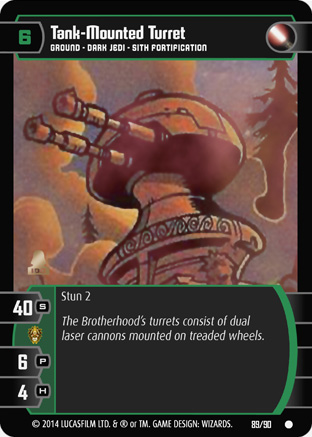 6
Tank-Mounted Turret
GROUND - DARK JEDI - SITH FORTIFICATION
Stun 2
40 S
The Brotherhood's turrets consist of dual
laser cannons mounted on treaded wheels.
6 P
4 H
© 2014 LUCASFILM LTD. & ® or TM. GAME DESIGN: WIZARDS. 89/90